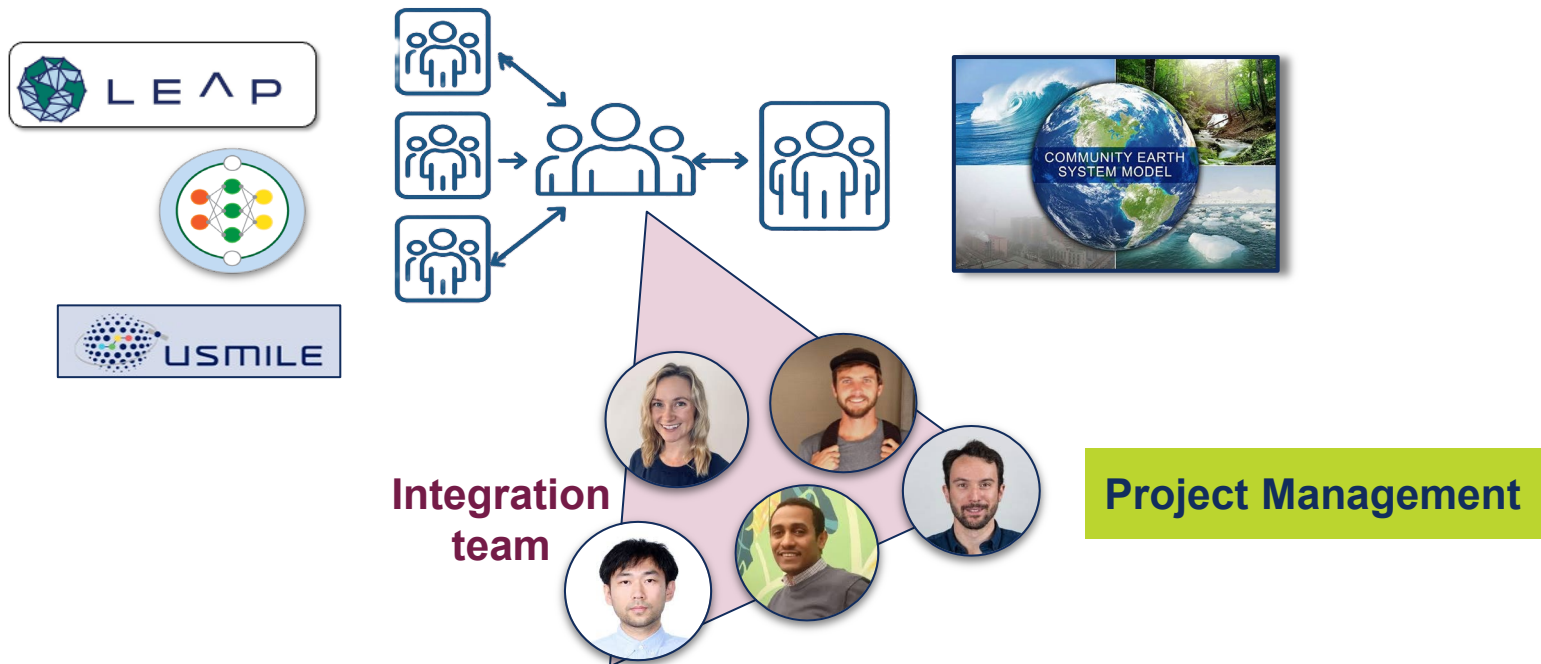 LEAP
COMMUNITY EARTH
SYSTEM MODEL
USMILE
Integration
team
Project Management